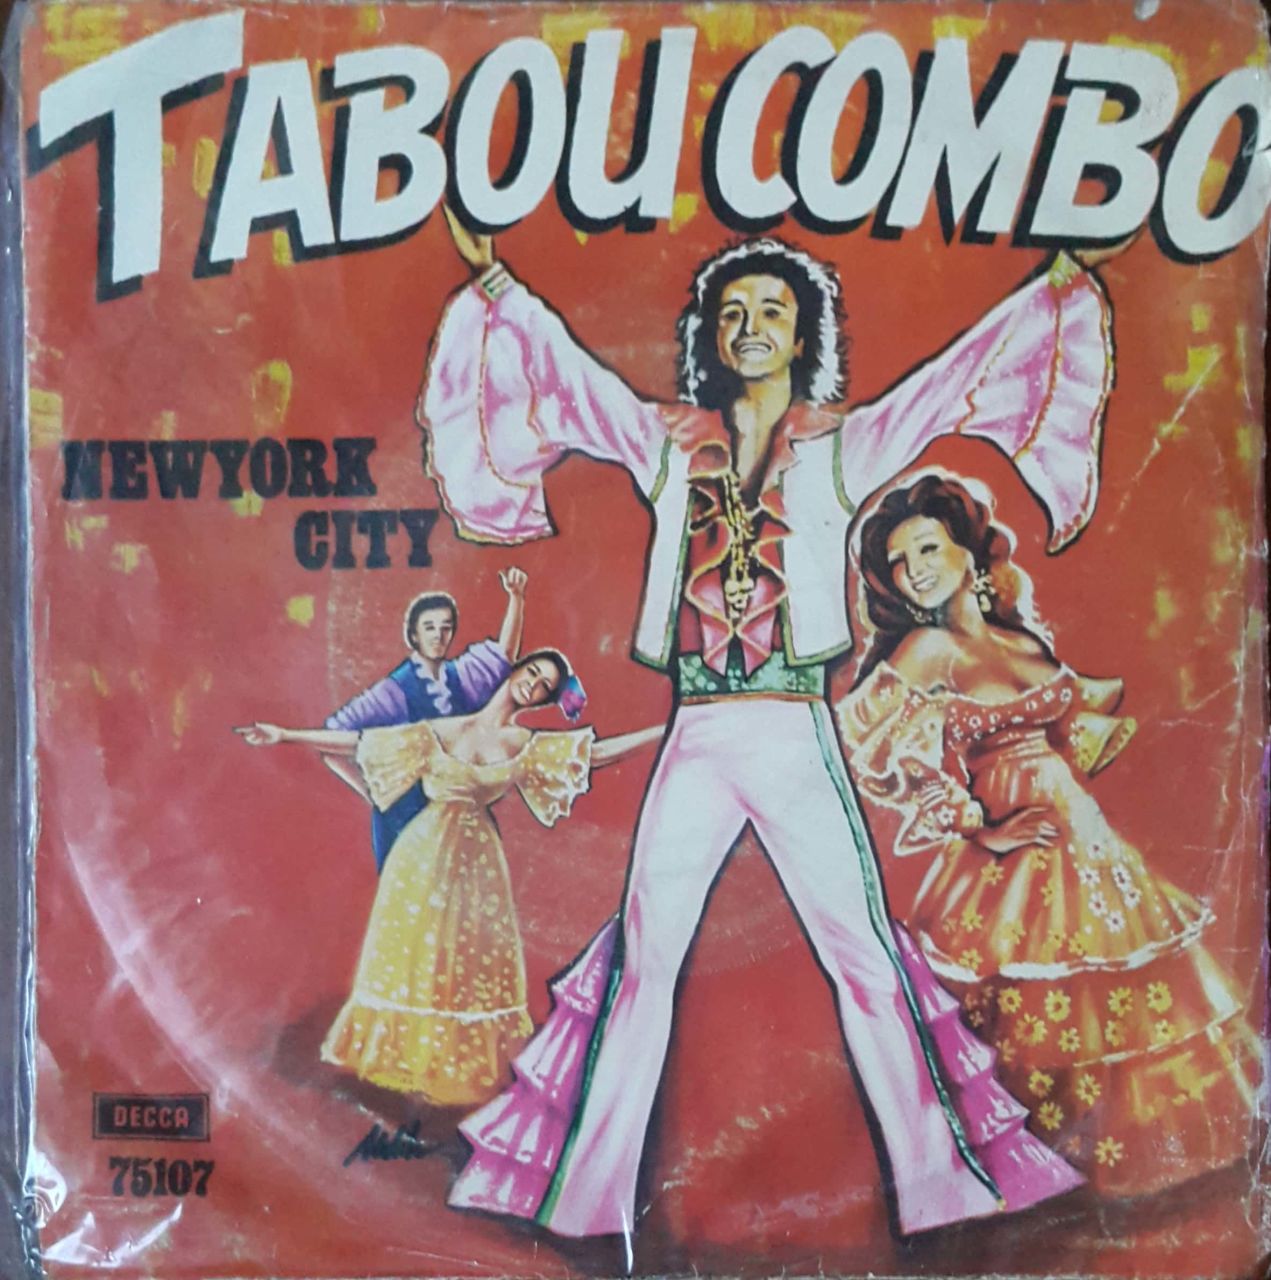 TABOU COMBO
NEWYORK
CITY
DECCA
75107